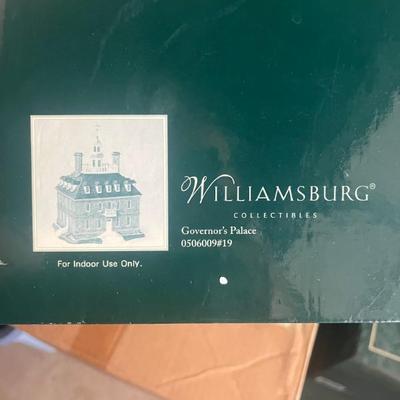 WILLIAMSBURG®
COLLECTIBLES
Governor's Palace
0506009#19
For Indoor Use Only.